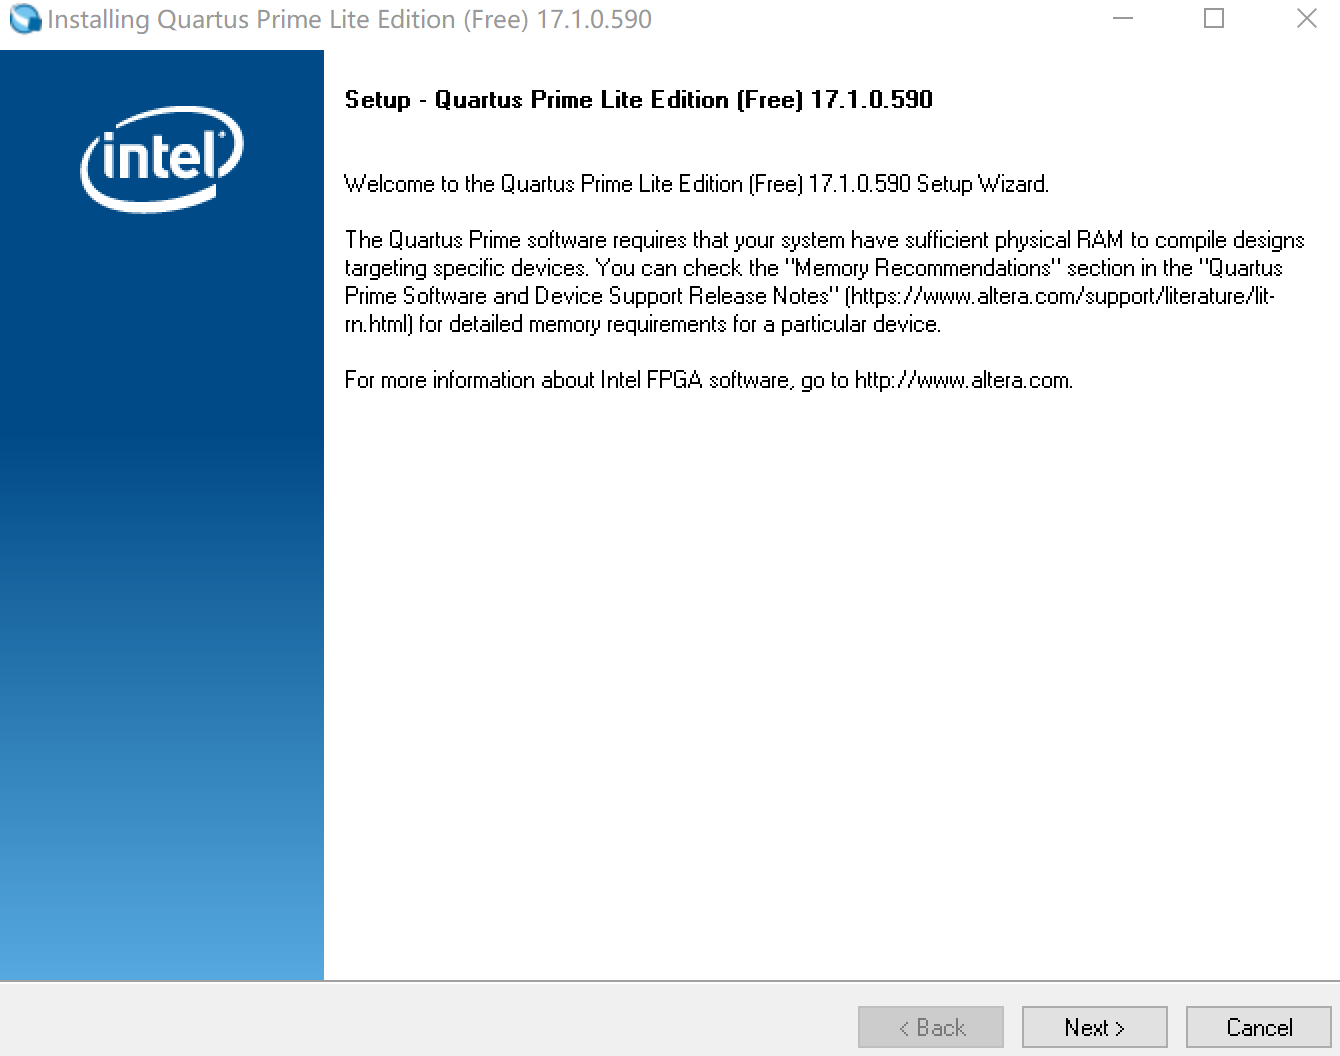 Installing Quartus Prime Lite Edition (Free) 17.1.0.590
intel
Setup - Quartus Prime Lite Edition (Free) 17.1.0.590
Welcome to the Quartus Prime Lite Edition (Free) 17.1.0.590 Setup Wizard.
The Quartus Prime software requires that your system have sufficient physical RAM to compile designs
targeting specific devices. You can check the "Memory Recommendations" section in the "Quartus
Prime Software and Device Support Release Notes" (https://www.altera.com/support/literature/lit-
rn.html) for detailed memory requirements for a particular device.
For more information about Intel FPGA software, go to http://www.altera.com.
< Back
Next >
Cancel